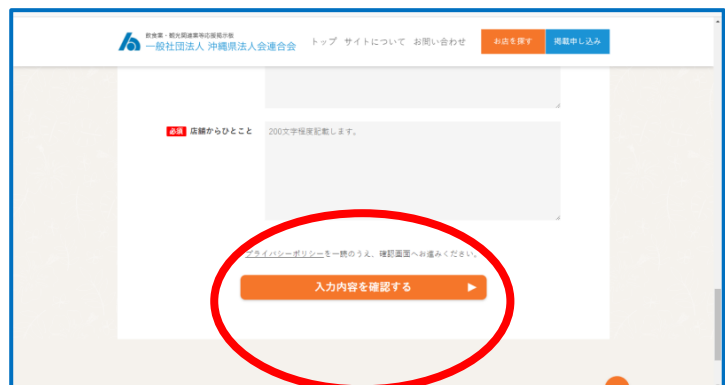 飲食業・観光関連業等応援掲示板
一般社団法人 沖縄県法人会連合会
トップ サイトについて お問い合わせ お店を探す 掲載申し込み
必須 店舗からひとこと 200文字程度記載します。
プライバシーポリシーを一読のうえ、確認画面へお進みください。
入力内容を確認する